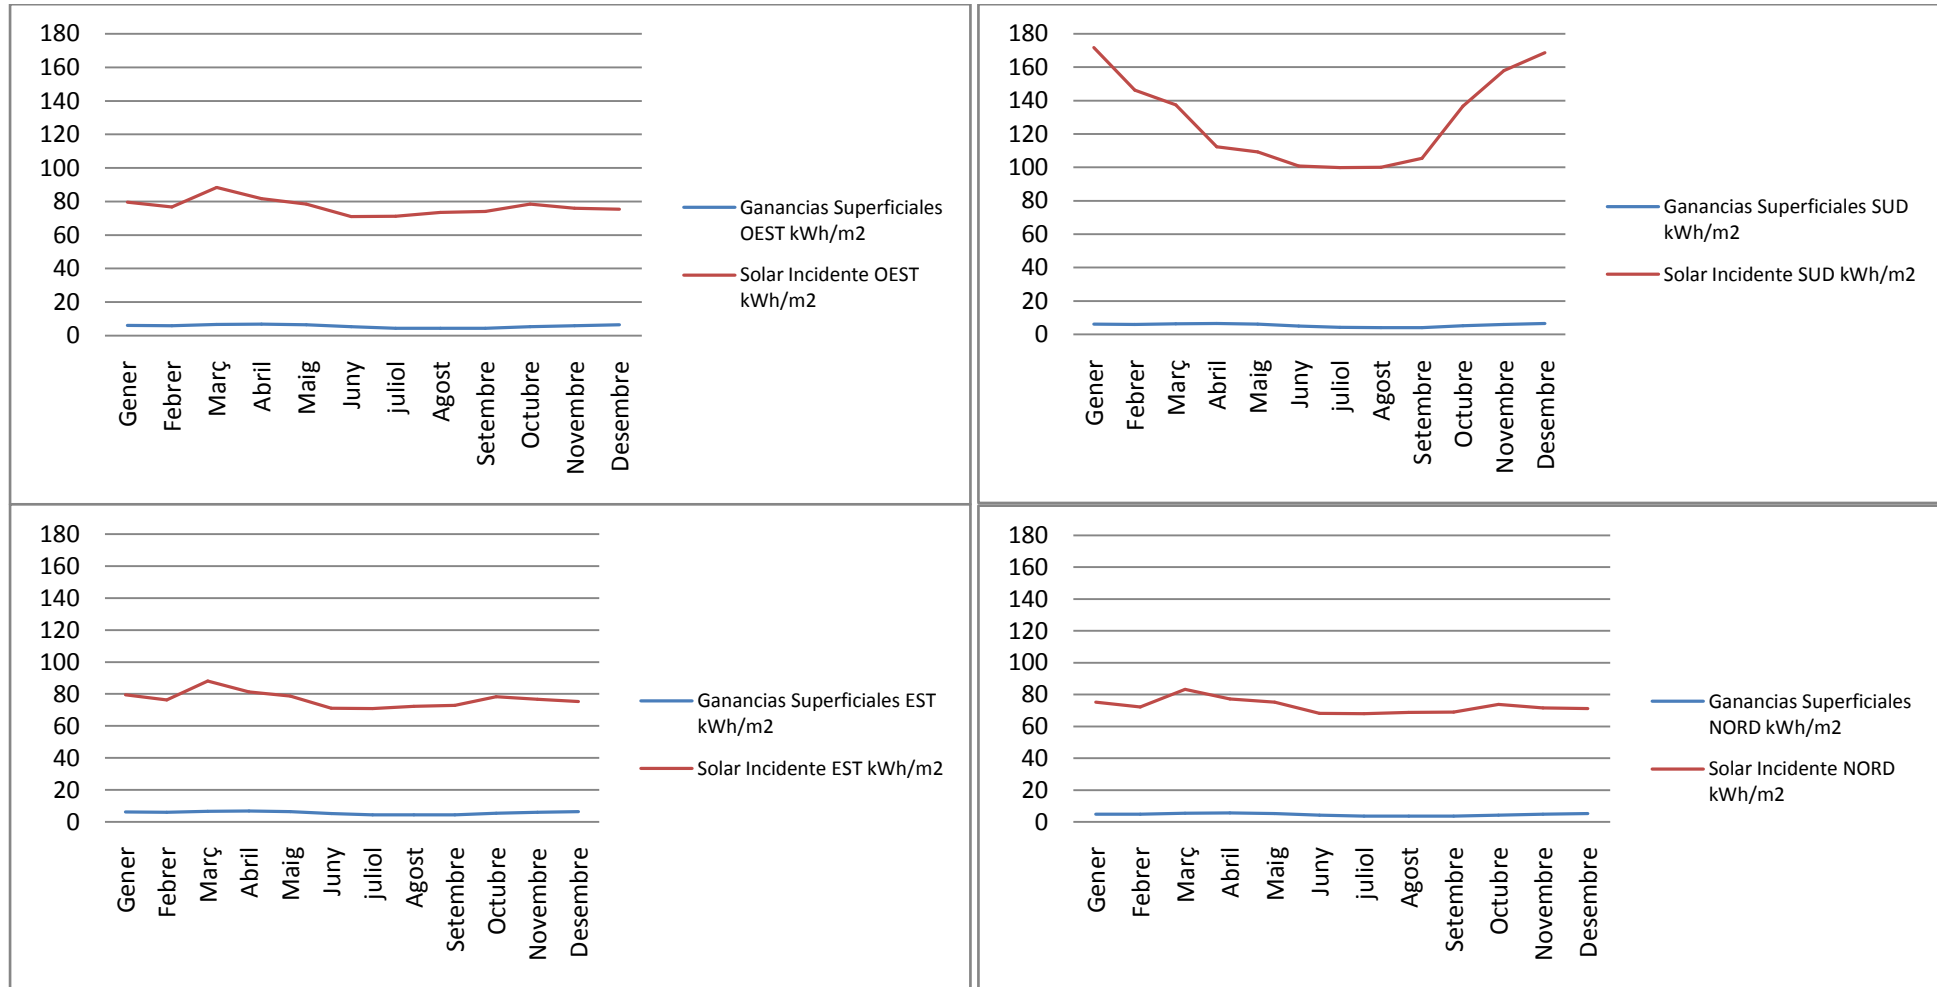 180
160
140
120
100
80
60
40
20
0
Gener
Febrer
Març
Abril
Maig
Juny
juliol
Agost
Setembre
Octubre
Novembre
Desembre
Ganancias Superficiales
OEST kWh/m2
Solar Incidente OEST
kWh/m2
180
160
140
120
100
80
60
40
20
0
Gener
Febrer
Març
Abril
Maig
Juny
juliol
Agost
Setembre
Octubre
Novembre
Desembre
Ganancias Superficiales SUD
kWh/m2
Solar Incidente SUD kWh/m2
180
160
140
120
100
80
60
40
20
0
Gener
Febrer
Març
Abril
Maig
Juny
juliol
Agost
Setembre
Octubre
Novembre
Desembre
Ganancias Superficiales EST
kWh/m2
Solar Incidente EST kWh/m2
180
160
140
120
100
80
60
40
20
0
Gener
Febrer
Març
Abril
Maig
Juny
juliol
Agost
Setembre
Octubre
Novembre
Desembre
Ganancias Superficiales
NORD kWh/m2
Solar Incidente NORD
kWh/m2